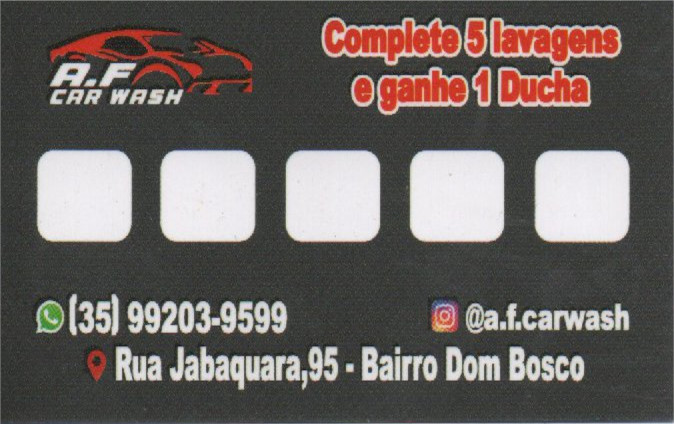 A.F
CAR WASH
Complete 5 lavagens
e ganhe 1 Ducha
(35) 99203-9599
@a.f.carwash
Rua Jabaquara,95 - Bairro Dom Bosco